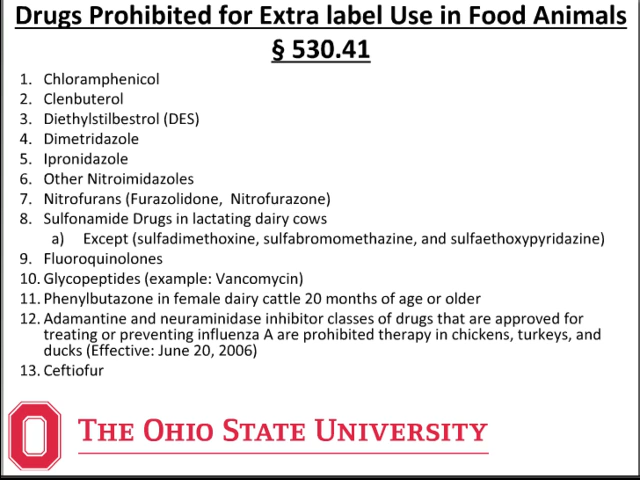 Drugs Prohibited for Extra label Use in Food Animals
§ 530.41
1. Chloramphenicol
2. Clenbuterol
3. Diethylstilbestrol (DES)
4. Dimetridazole
5. Ipronidazole
6. Other Nitroimidazoles
7. Nitrofurans (Furazolidone, Nitrofurazone)
8. Sulfonamide Drugs in lactating dairy cows
a) Except (sulfadimethoxine, sulfabromomethazine, and sulfaethoxypyridazine)
9. Fluoroquinolones
10. Glycopeptides (example: Vancomycin)
11. Phenylbutazone in female dairy cattle 20 months of age or older
12. Adamantine and neuraminidase inhibitor classes of drugs that are approved for
treating or preventing influenza A are prohibited therapy in chickens, turkeys, and
ducks (Effective: June 20, 2006)
13. Ceftiofur
THE OHIO STATE UNIVERSITY